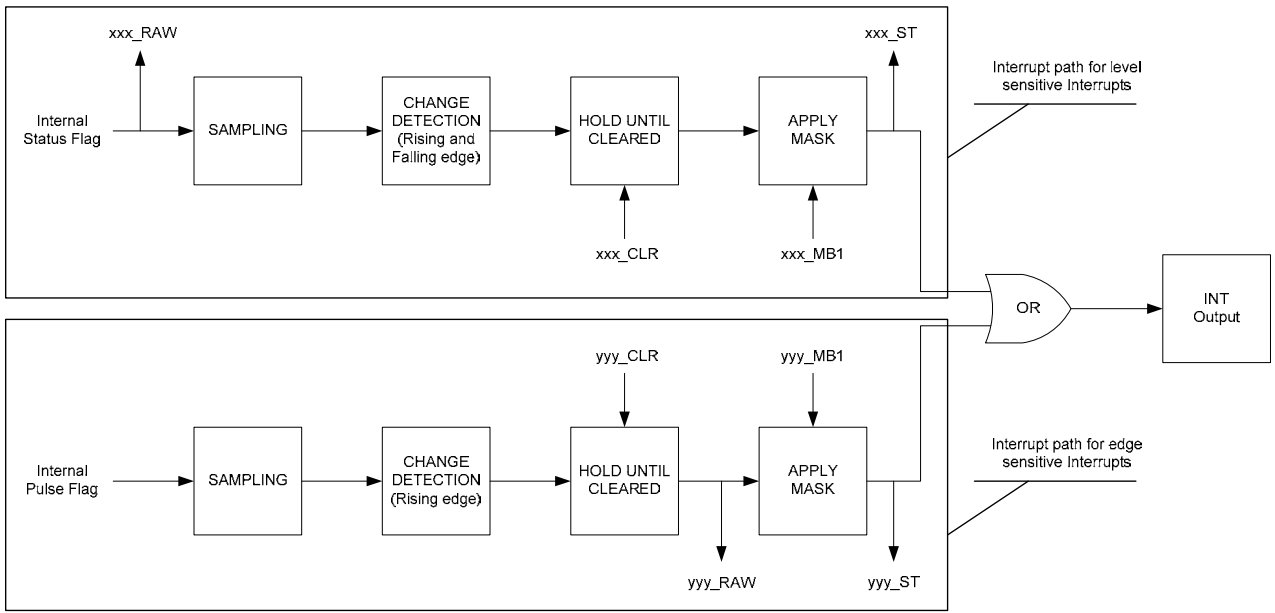 xxx_RAW
xxx_ST
Interrupt path for level
sensitive Interrupts
Internal
Status Flag
SAMPLING
CHANGE
DETECTION
(Rising and
Falling edge)
HOLD UNTIL
CLEARED
APPLY
MASK
xxx_CLR
xxx_MB1
OR
INT
Output
yyy_CLR
yyy_MB1
Internal
Pulse Flag
SAMPLING
CHANGE
DETECTION
(Rising edge)
HOLD UNTIL
CLEARED
APPLY
MASK
Interrupt path for edge
sensitive Interrupts
yyy_RAW
yyy_ST